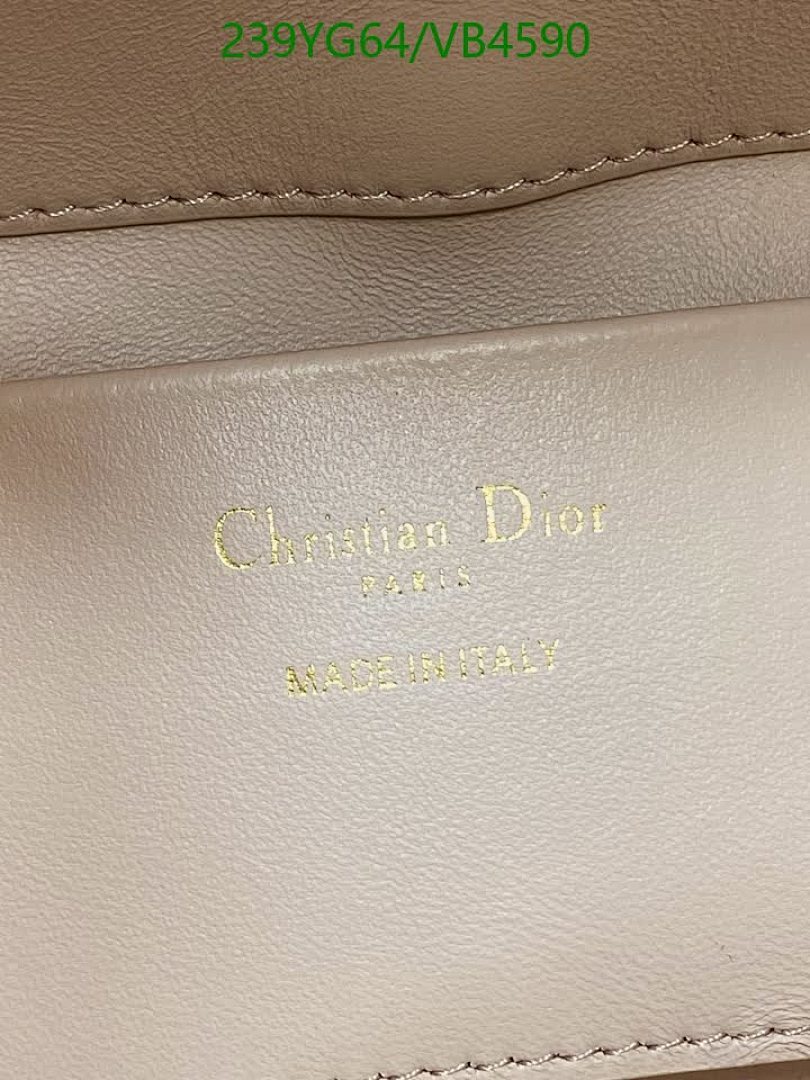 239YG64/VB4590
Christian Dior
PARIS
MADE IN ITALY